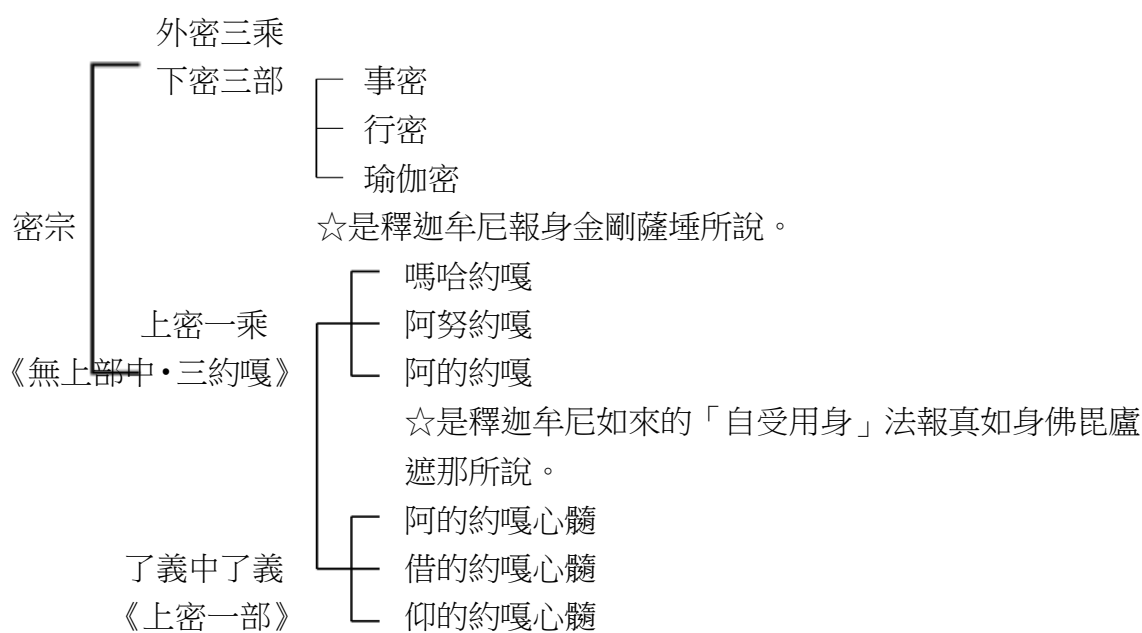 外密三乘
下密三部
事密
行密
瑜伽密
密宗
☆是釋迦牟尼報身金剛薩埵所說。
嗎哈約嘎
上密一乘
阿努約嘎
《無上部中•三約嘎》
阿的約嘎
☆是釋迦牟尼如來的「自受用身」法報真如身佛毘廬
遮那所說。
阿的約嘎心髓
了義中了義
借的約嘎心髓
《上密一部》
仰的約嘎心髓